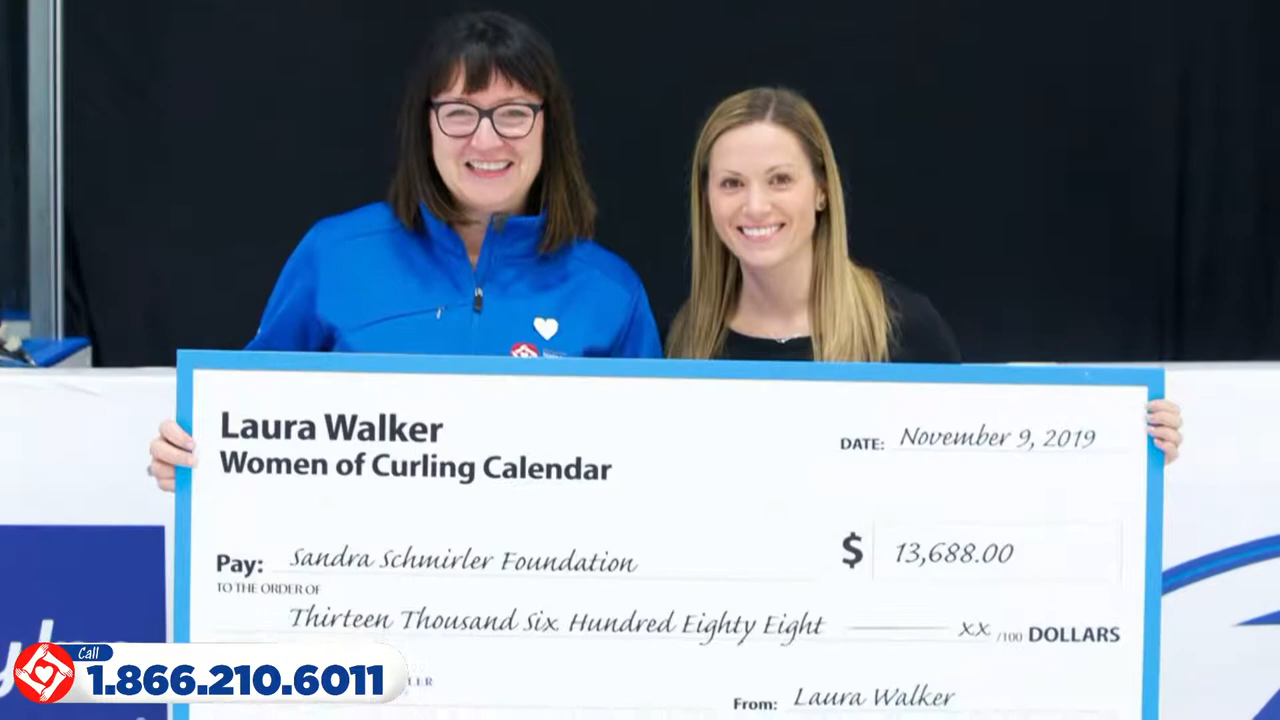 Laura Walker
Women of Curling Calendar
DATE: November 9, 2019
Pay: Sandra Schmirler Foundation
$ 13,688.00
TO THE ORDER OF
Thirteen Thousand Six Hundred Eighty Eight XX /100 DOLLARS
From: Laura Walker
Call
1.866.210.6011